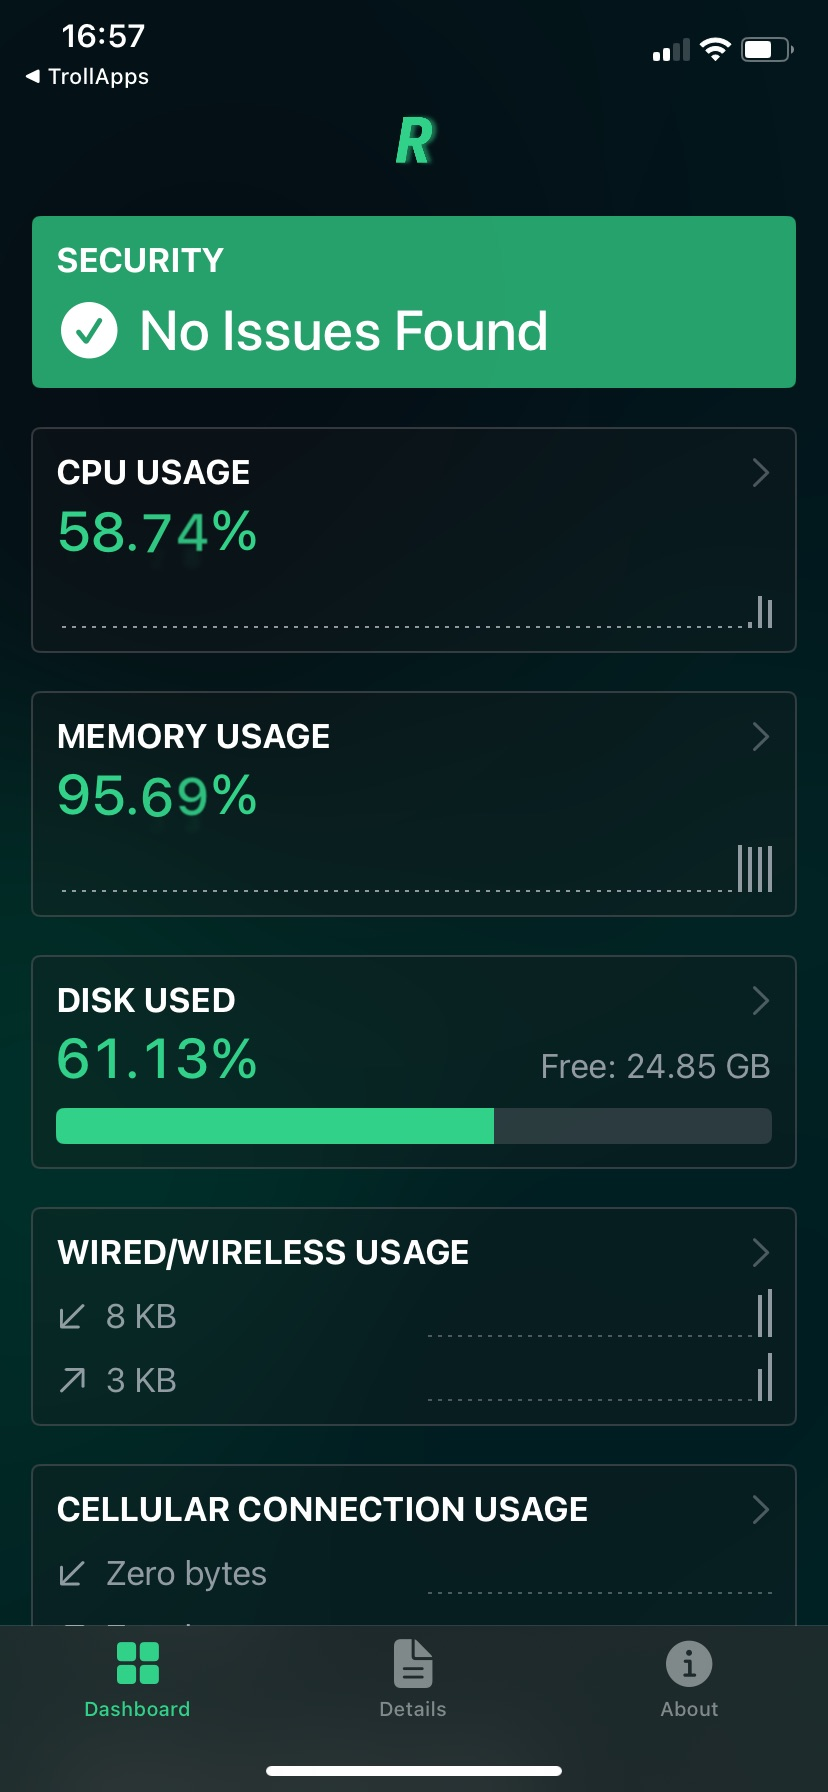 16:57
TrollApps
R
SECURITY
No Issues Found
CPU USAGE
58.74%
MEMORY USAGE
95.69%
DISK USED
61.13%
Free: 24.85 GB
WIRED/WIRELESS USAGE
8 KB
3 KB
CELLULAR CONNECTION USAGE
Zero bytes
Dashboard
Details
About